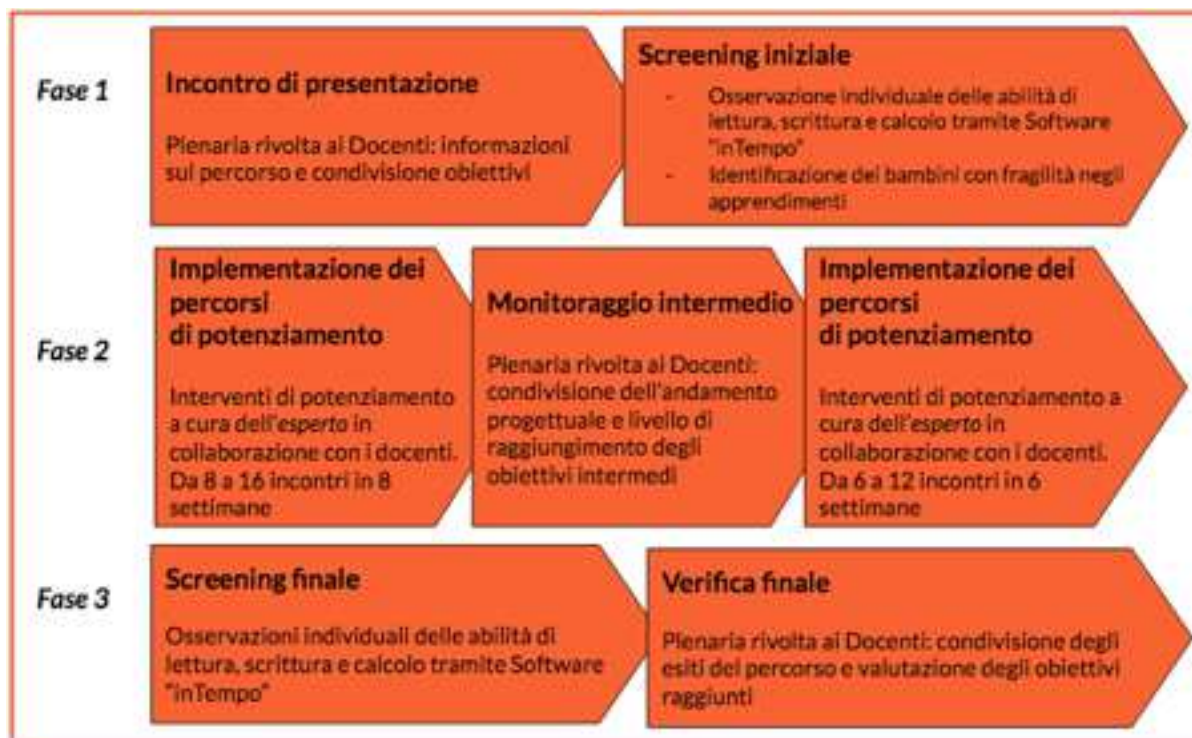 Fase 1
Incontro di presentazione
Plenaria rivolta ai Docenti: informazioni
sul percorso e condivisione obiettivi
Screening iniziale
- Osservazione individuale delle abilità di
lettura, scrittura e calcolo tramite Software
"inTempo"
- Identificazione dei bambini con fragilità negli
apprendimenti
Fase 2
Implementazione dei
percorsi
di potenziamento
Interventi di potenziamento
a cura dell'esperto in
collaborazione con i docenti.
Da 8 a 16 incontri in 8
settimane
Monitoraggio intermedio
Plenaria rivolta ai Docenti:
condivisione dell'andamento
progettuale e livello di
raggiungimento degli
obiettivi intermedi
Implementazione dei
percorsi
di potenziamento
Interventi di potenziamento a
cura dell'esperto in
collaborazione con i docenti.
Da 6 a 12 incontri in 6
settimane
Fase 3
Screening finale
Osservazioni individuali delle abilità di
lettura, scrittura e calcolo tramite Software
"inTempo"
Verifica finale
Plenaria rivolta ai Docenti: condivisione degli
esiti del percorso e valutazione degli obiettivi
raggiunti